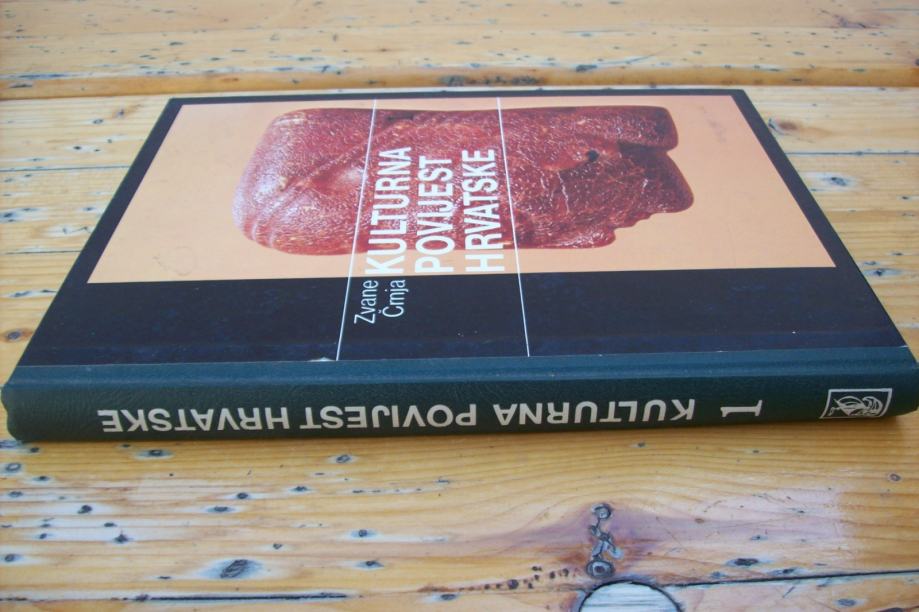 Zvane
Črnja
KULTURNA
POVIJEST
HRVATSKE
1 KULTURNA POVIJEST HRVATSKE